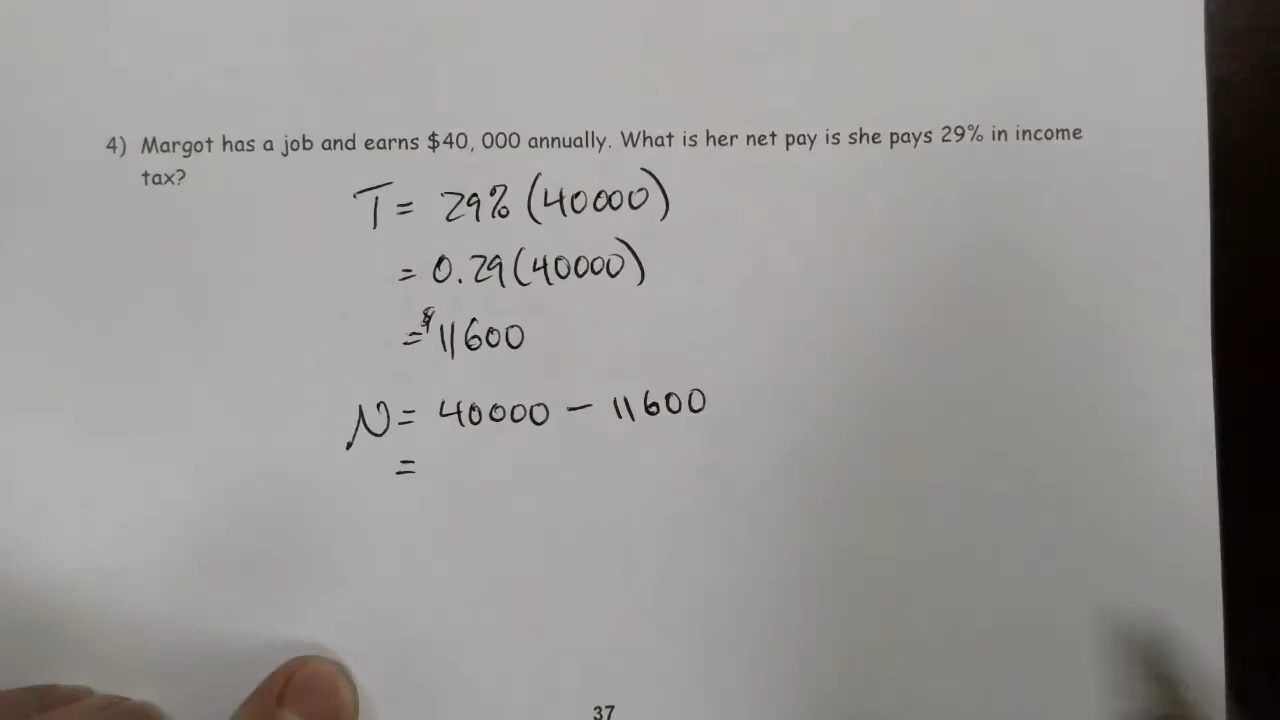 4) Margot has a job and earns $40, 000 annually. What is her net pay is she pays 29% in income
tax?
T = 29% (40000)
= 0.29 (40000)
= $11600
N = 40000 - 11600
=
37